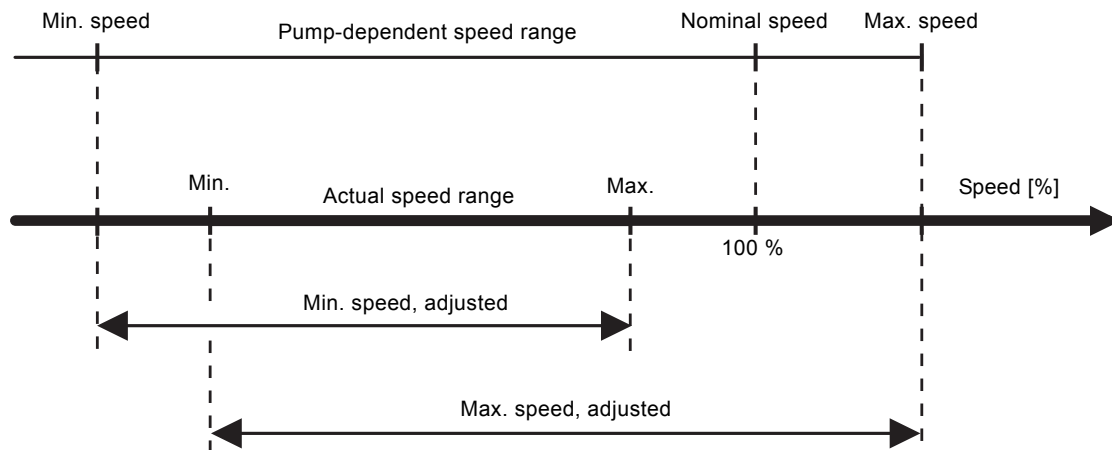 Min. speed
Pump-dependent speed range
Nominal speed
Max. speed
Min.
Actual speed range
Max.
Speed [%]
100 %
Min. speed, adjusted
Max. speed, adjusted